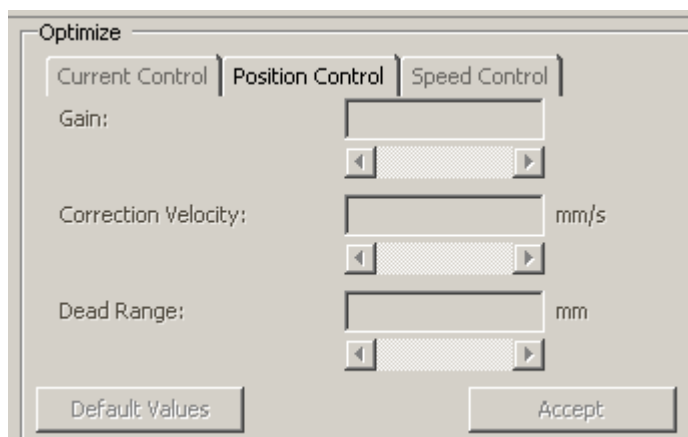 Optimize
Current Control Position Control Speed Control
Gain:
Correction Velocity: mm/s
Dead Range: mm
Default Values Accept